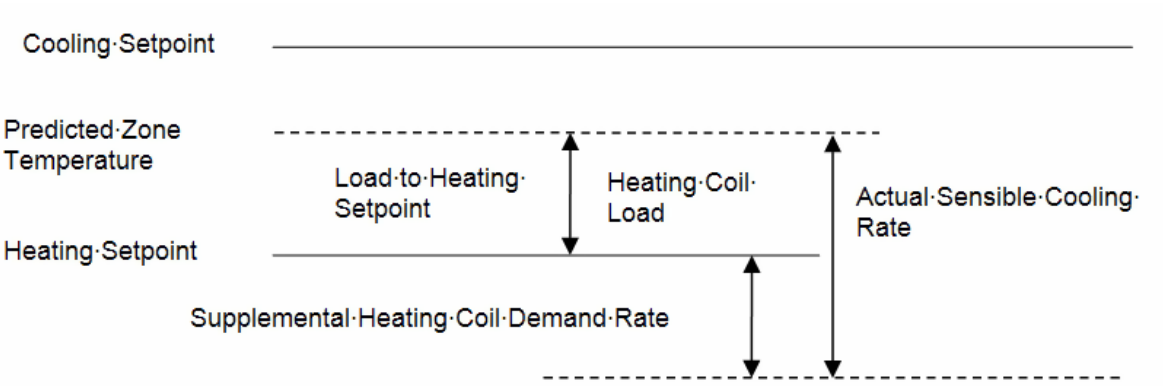 Cooling·Setpoint
Predicted·Zone
Temperature
Load·to·Heating·
Setpoint
Heating·Coil·
Load
Actual·Sensible·Cooling·
Rate
Heating·Setpoint
Supplemental·Heating·Coil·Demand·Rate